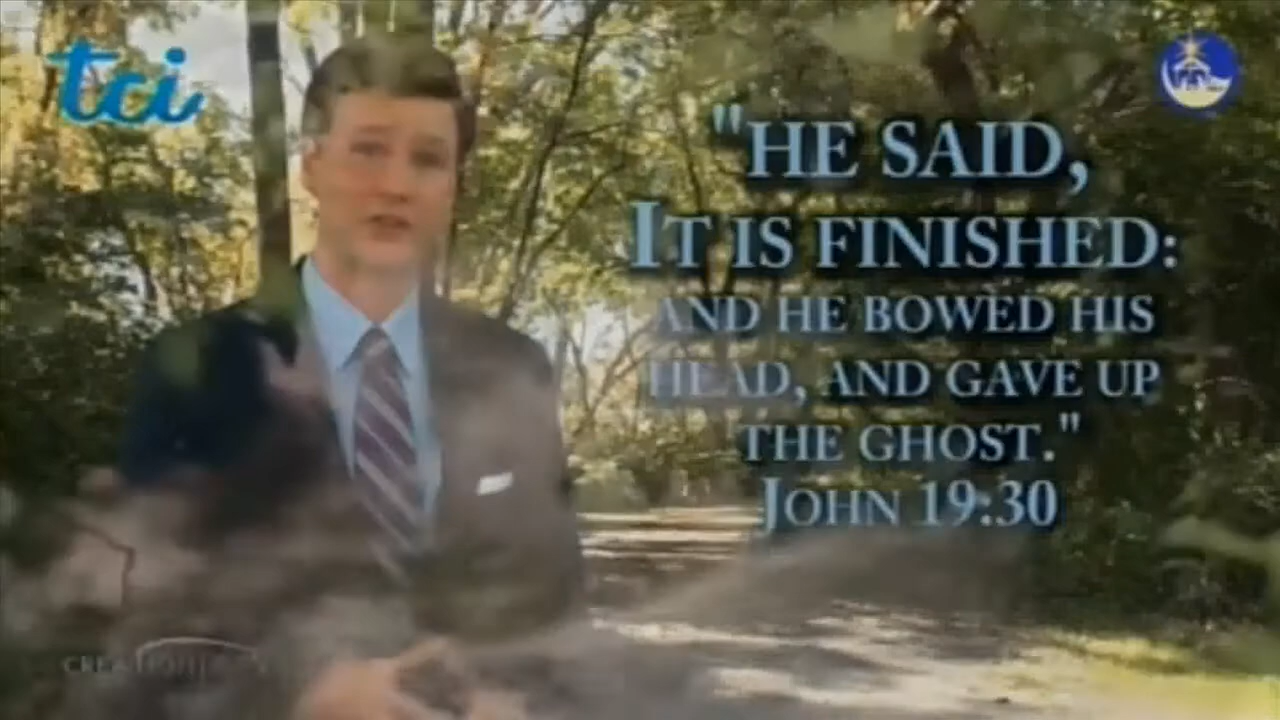 tci
"HE SAID,
IT IS FINISHED:
AND HE BOWED HIS
HEAD, AND GAVE UP
THE GHOST."
JOHN 19:30